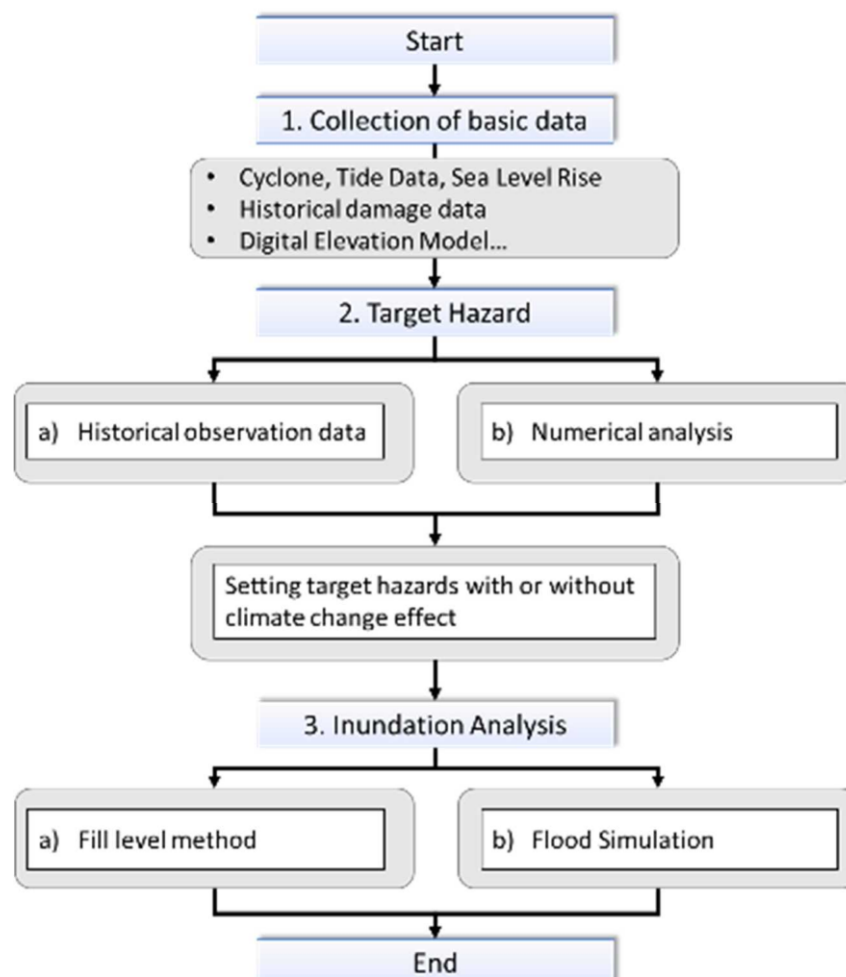 Start
1. Collection of basic data
• Cyclone, Tide Data, Sea Level Rise
• Historical damage data
• Digital Elevation Model...
2. Target Hazard
a) Historical observation data
b) Numerical analysis
Setting target hazards with or without
climate change effect
3. Inundation Analysis
a) Fill level method
b) Flood Simulation
End